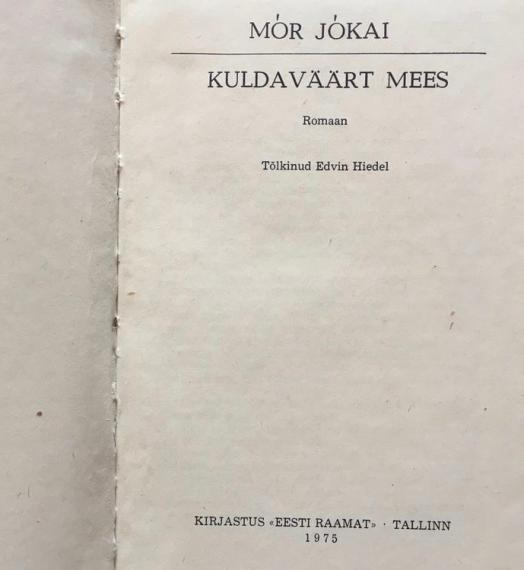 MÓR JÓKAI
KULDAVÄÄRT MEES
Romaan
Tõlkinud Edvin Hiedel
KIRJASTUS «EESTI RAAMAT» · TALLINN
1975